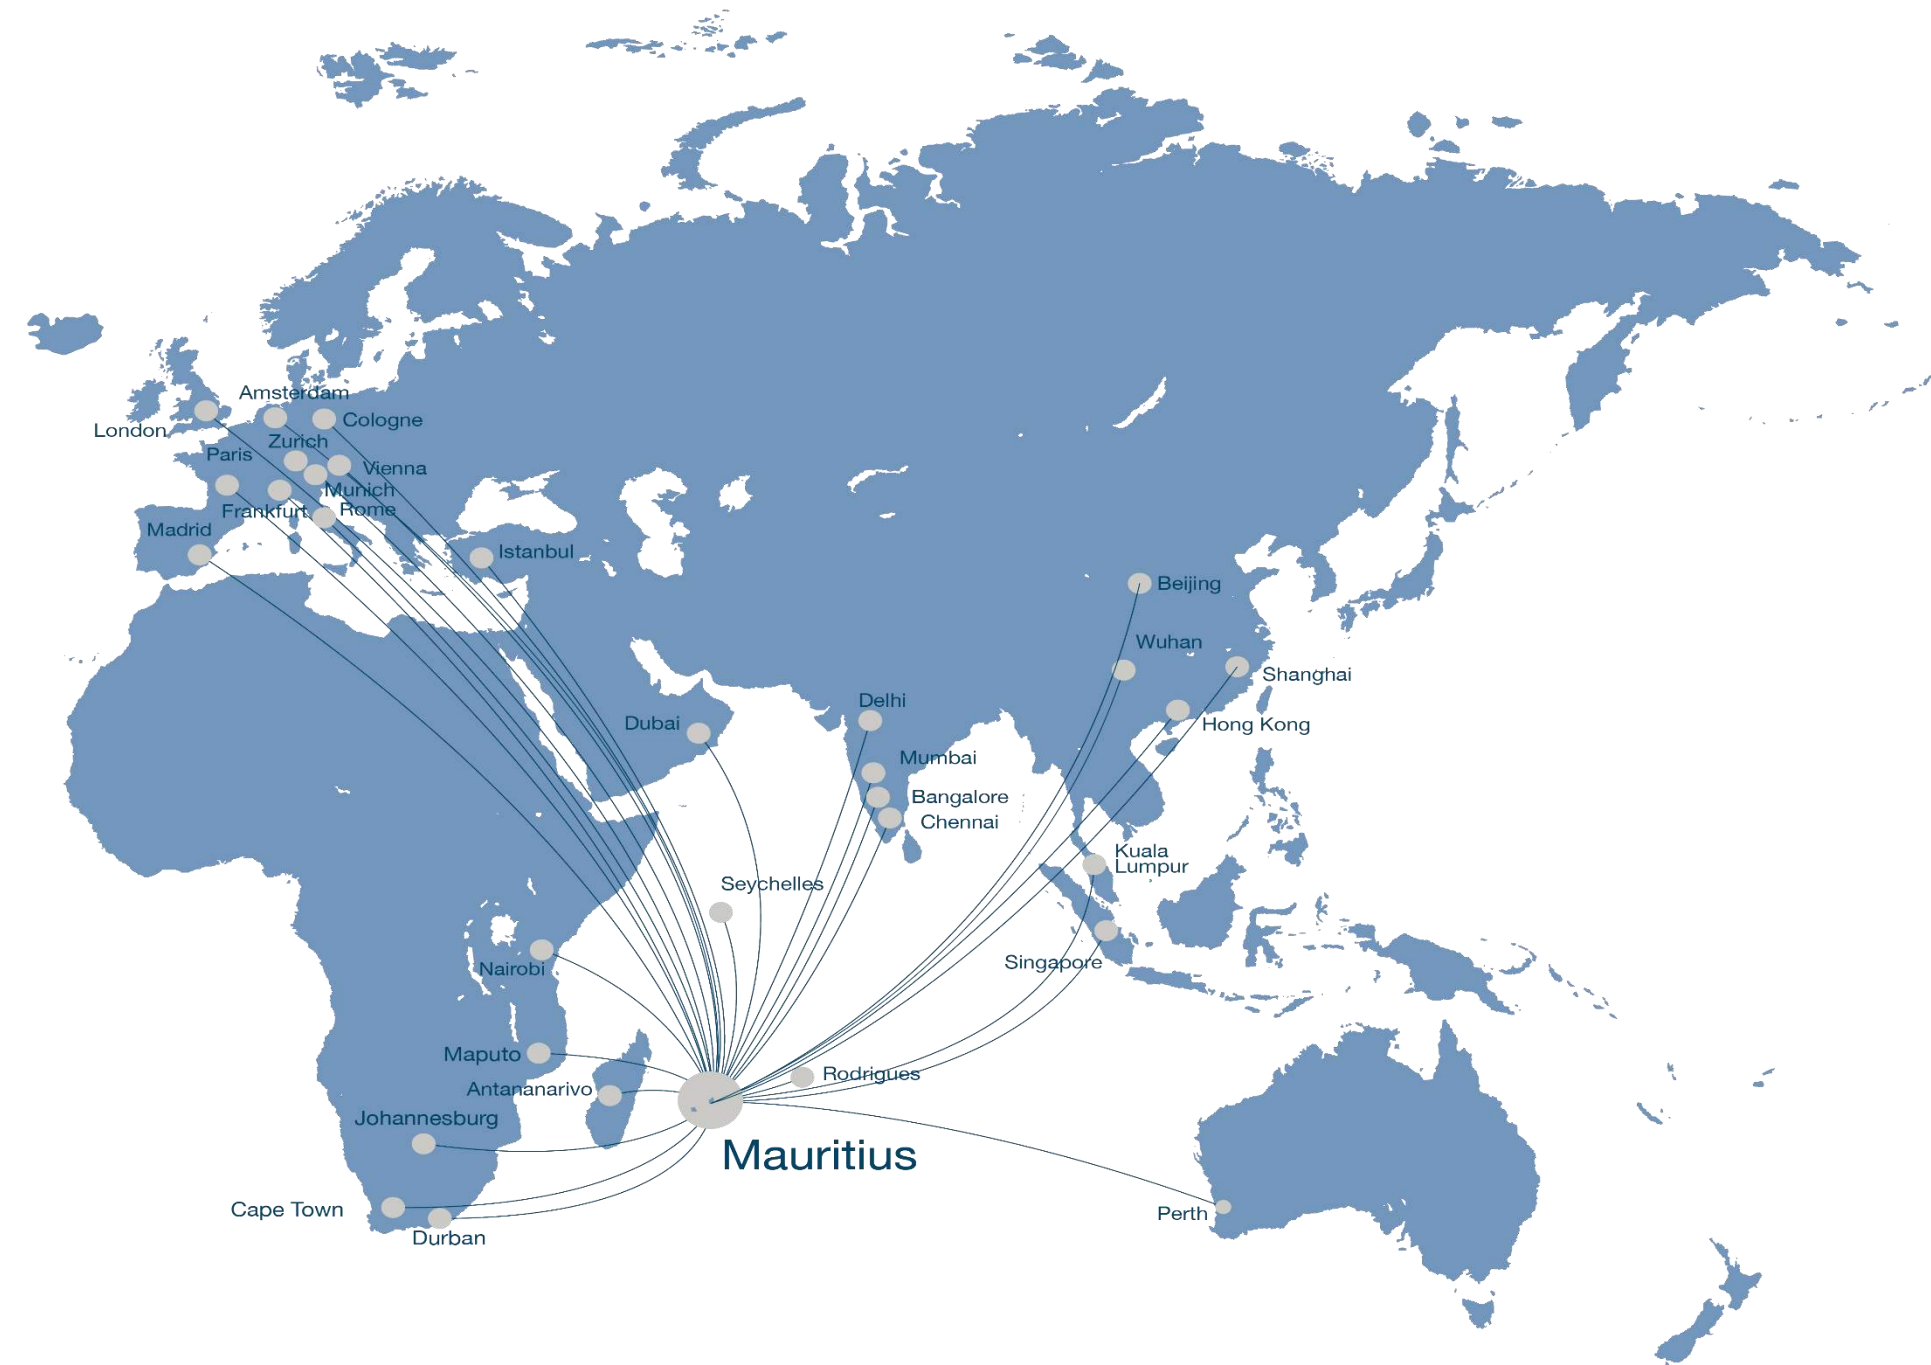 Amsterdam
Cologne
London
Zurich
Paris
Vienna
Munich
Frankfurt
Rome
Madrid
Istanbul
Beijing
Wuhan
Shanghai
Delhi
Dubai
Hong Kong
Mumbai
Bangalore
Chennai
Kuala
Lumpur
Seychelles
Singapore
Nairobi
Maputo
Rodrigues
Antananarivo
Johannesburg
Mauritius
Cape Town
Perth
Durban